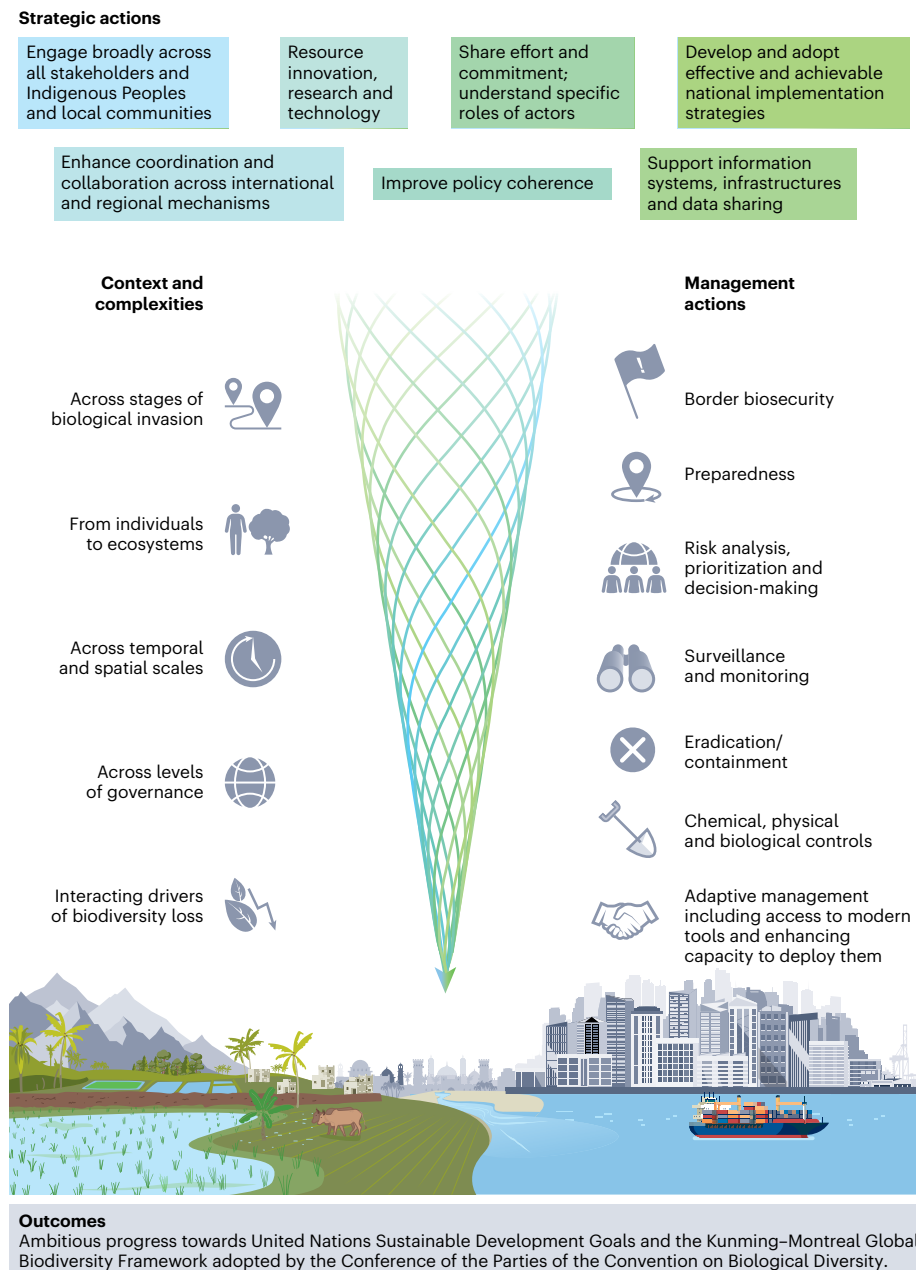 Strategic actions
Engage broadly across
all stakeholders and
Indigenous Peoples
and local communities
Resource
innovation,
research and
technology
Share effort and
commitment;
understand specific
roles of actors
Develop and adopt
effective and achievable
national implementation
strategies
Enhance coordination and
collaboration across international
and regional mechanisms
Improve policy coherence
Support information
systems, infrastructures
and data sharing
Context and
complexities
Across stages of
biological invasion
From individuals
to ecosystems
Across temporal
and spatial scales
Across levels
of governance
Interacting drivers
of biodiversity loss
Management
actions
!
Border biosecurity
Preparedness
Risk analysis,
prioritization and
decision-making
Surveillance
and monitoring
Eradication/
containment
Chemical, physical
and biological controls
Adaptive management
including access to modern
tools and enhancing
capacity to deploy them
Outcomes
Ambitious progress towards United Nations Sustainable Development Goals and the Kunming–Montreal Global
Biodiversity Framework adopted by the Conference of the Parties of the Convention on Biological Diversity.